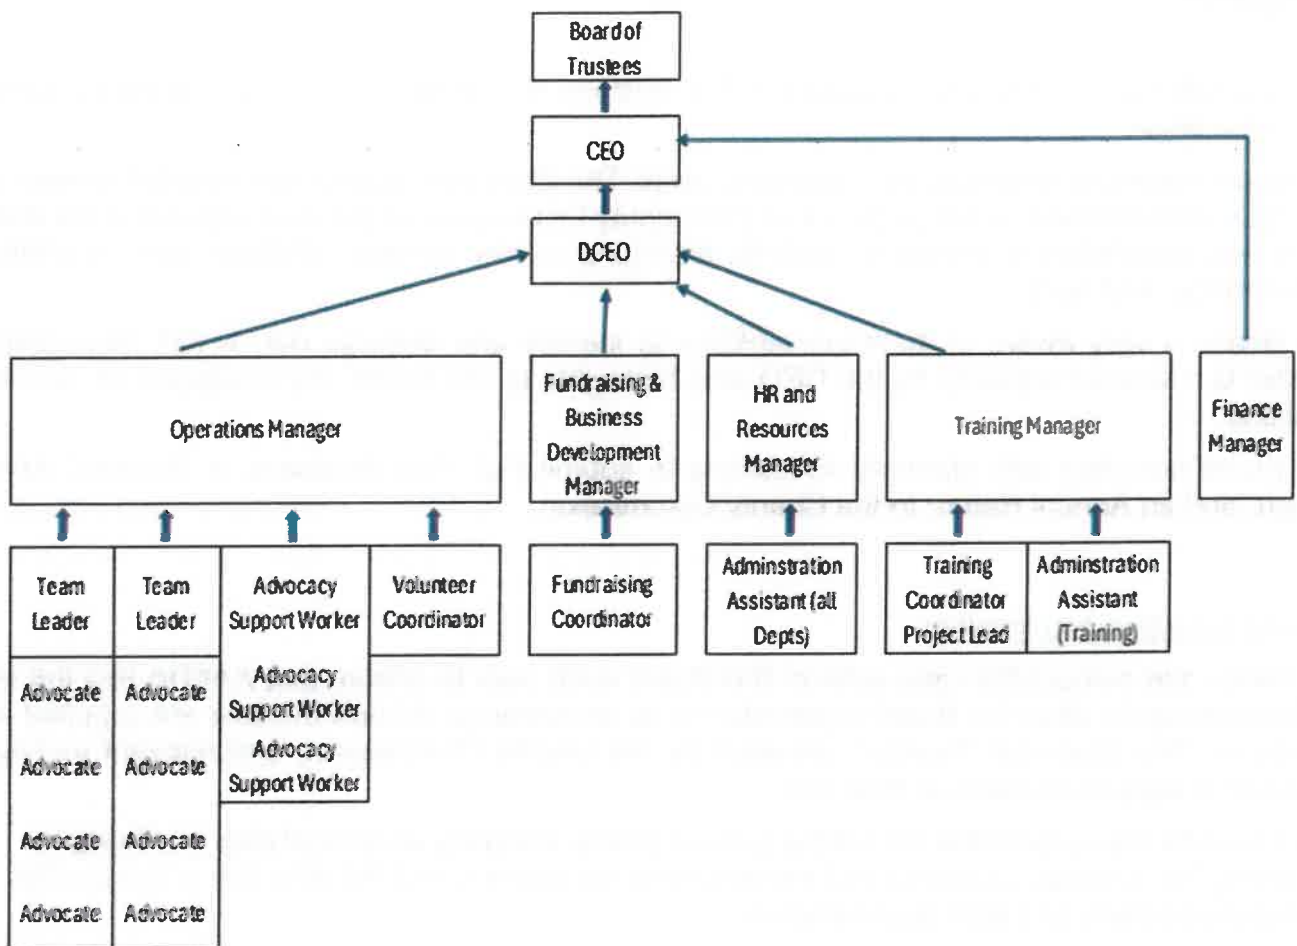 Board of
Trustees
CEO
DCEO
Operations Manager
Fundraising &
Business
Development
Manager
HR and
Resources
Manager
Training Manager
Finance
Manager
Team
Leader
Team
Leader
Advocacy
Support Worker
Volunteer
Coordinator
Fundraising
Coordinator
Adminstration
Assistant (all
Depts)
Training
Coordinator
Project Lead
Adminstration
Assistant
(Training)
Advocate
Advocate
Advocacy
Support Worker
Advocate
Advocate
Advocacy
Support Worker
Advocate
Advocate
Advocate
Advocate